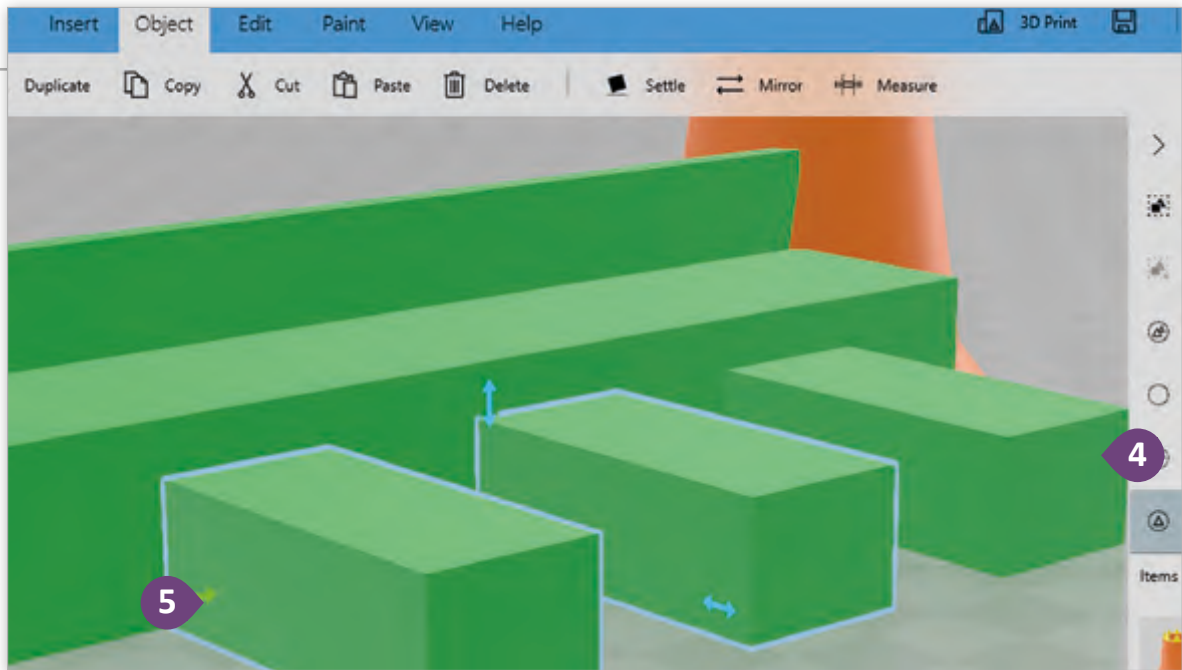 Insert Object Edit Paint View Help 3D Print
Duplicate Copy Cut Paste Delete Settle Mirror Measure
4
5
Items